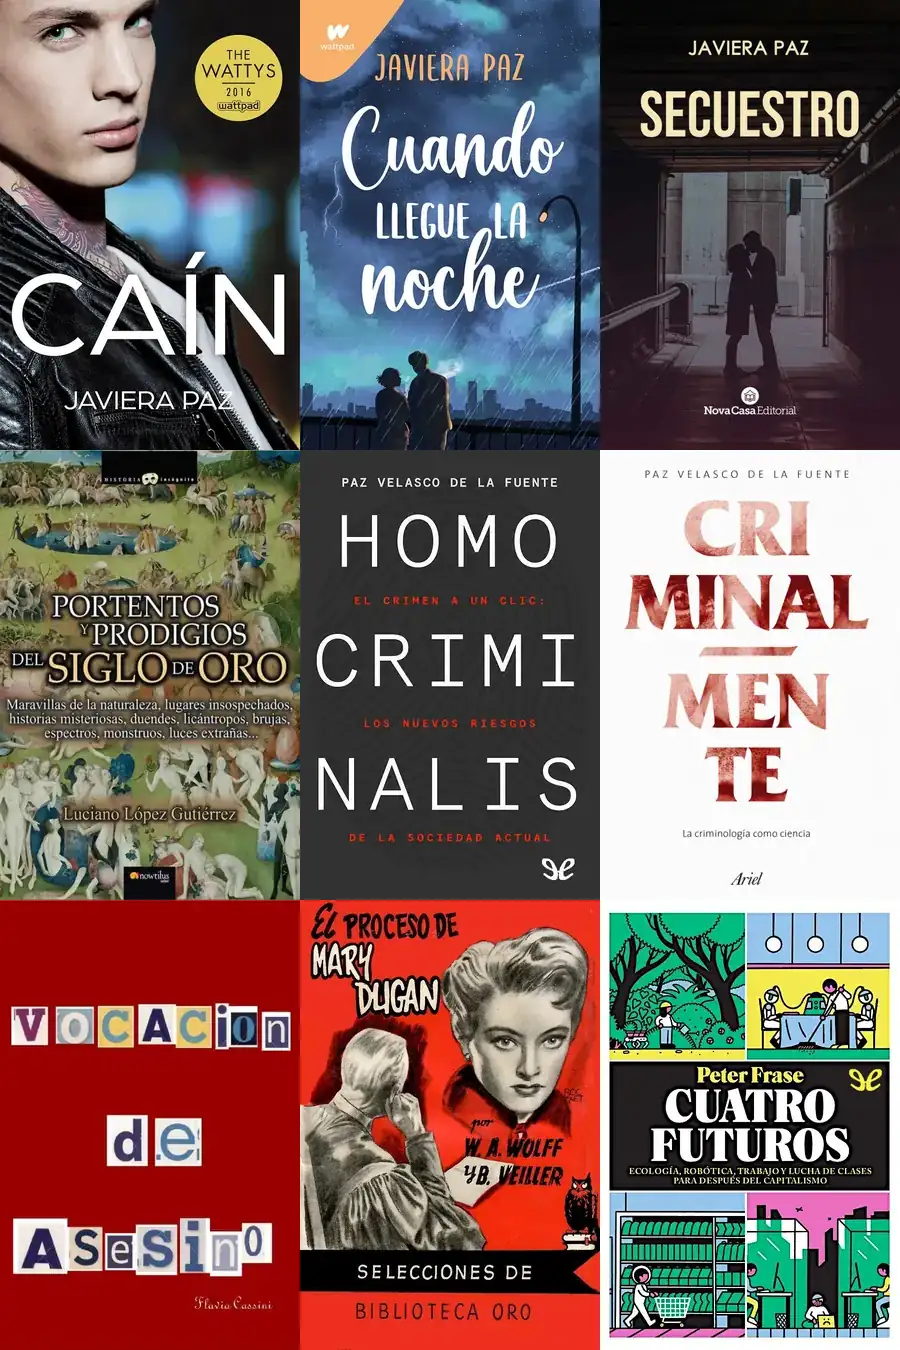 THE
WATTYS
2016
wattpad
CAÍN
JAVIERA PAZ
w
wattpad
JAVIERA PAZ
Cuando
LLEGUE LA
noche
JAVIERA PAZ
SECUESTRO
Nova Casa Editorial
HISTORIA incógnita
PORTENTOS
Y PRODIGIOS
DEL SIGLO DE ORO
Maravillas de la naturaleza, lugares insospechados,
historias misteriosas, duendes, licántropos, brujas,
espectros, monstruos, luces extrañas...
Luciano López Gutiérrez
nowtilus
PAZ VELASCO DE LA FUENTE
HOMO
EL CRIMEN A UN CLIC:
CRIMI
LOS NUEVOS RIESGOS
NALIS
DE LA SOCIEDAD ACTUAL
PAZ VELASCO DE LA FUENTE
CRI
MINAL
MEN
TE
La criminología como ciencia
Ariel
VOCACion
de
ASeSino
Flavia Cassini
El PROCESO DE
MARY
DUGAN
por
W. A. WOLFF
y B. VEILLER
SELECCIONES DE
BIBLIOTECA ORO
Peter Frase
CUATRO
FUTUROS
ECOLOGÍA, ROBÓTICA, TRABAJO Y LUCHA DE CLASES
PARA DESPUÉS DEL CAPITALISMO